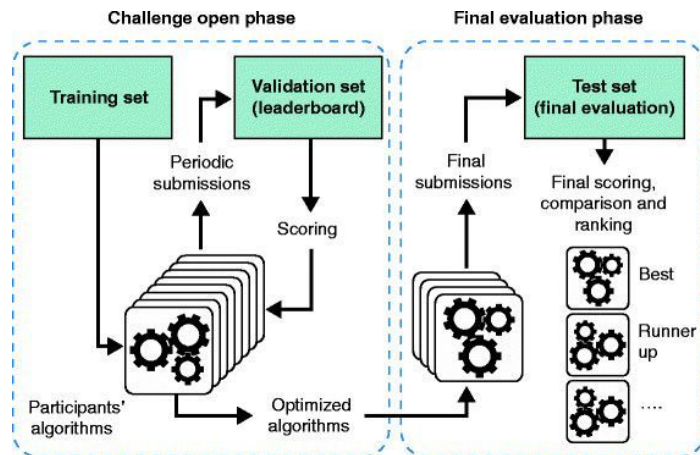 Challenge open phase
Training set
Validation set
(leaderboard)
Periodic
submissions
Scoring
Participants'
algorithms
Optimized
algorithms
Final evaluation phase
Test set
(final evaluation)
Final
submissions
Final scoring,
comparison and
ranking
Best
Runner
up
....